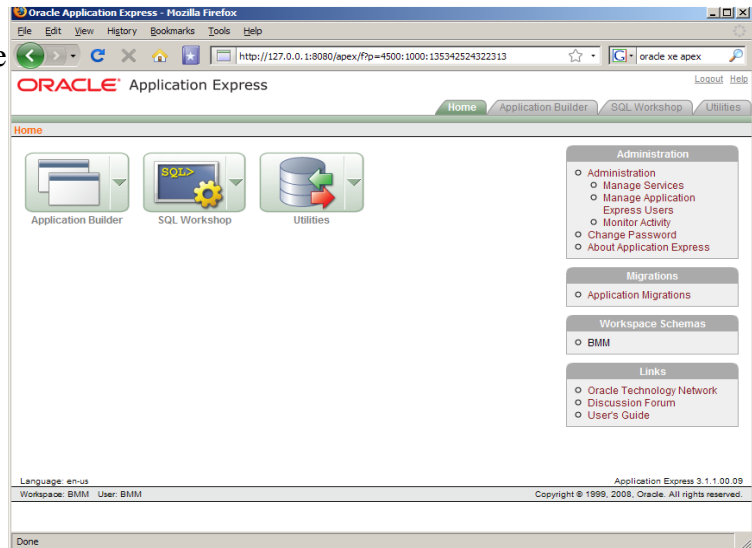 Oracle Application Express - Mozilla Firefox
File Edit View History Bookmarks Tools Help
e
http://127.0.0.1:8080/apex/f?p=4500:1000:135342524322313
G oracle xe apex
ORACLE Application Express
Logout Help
Home Application Builder SQL Workshop Utilities
Home
SQL>
Application Builder
SQL Workshop
Utilities
Administration
Administration
Manage Services
Manage Application
Express Users
Monitor Activity
Change Password
About Application Express
Migrations
Application Migrations
Workspace Schemas
BMM
Links
Oracle Technology Network
Discussion Forum
User's Guide
Language: en-us
Application Express 3.1.1.00.09
Workspace: BMM User: BMM
Copyright © 1999, 2008, Oracle. All rights reserved.
Done